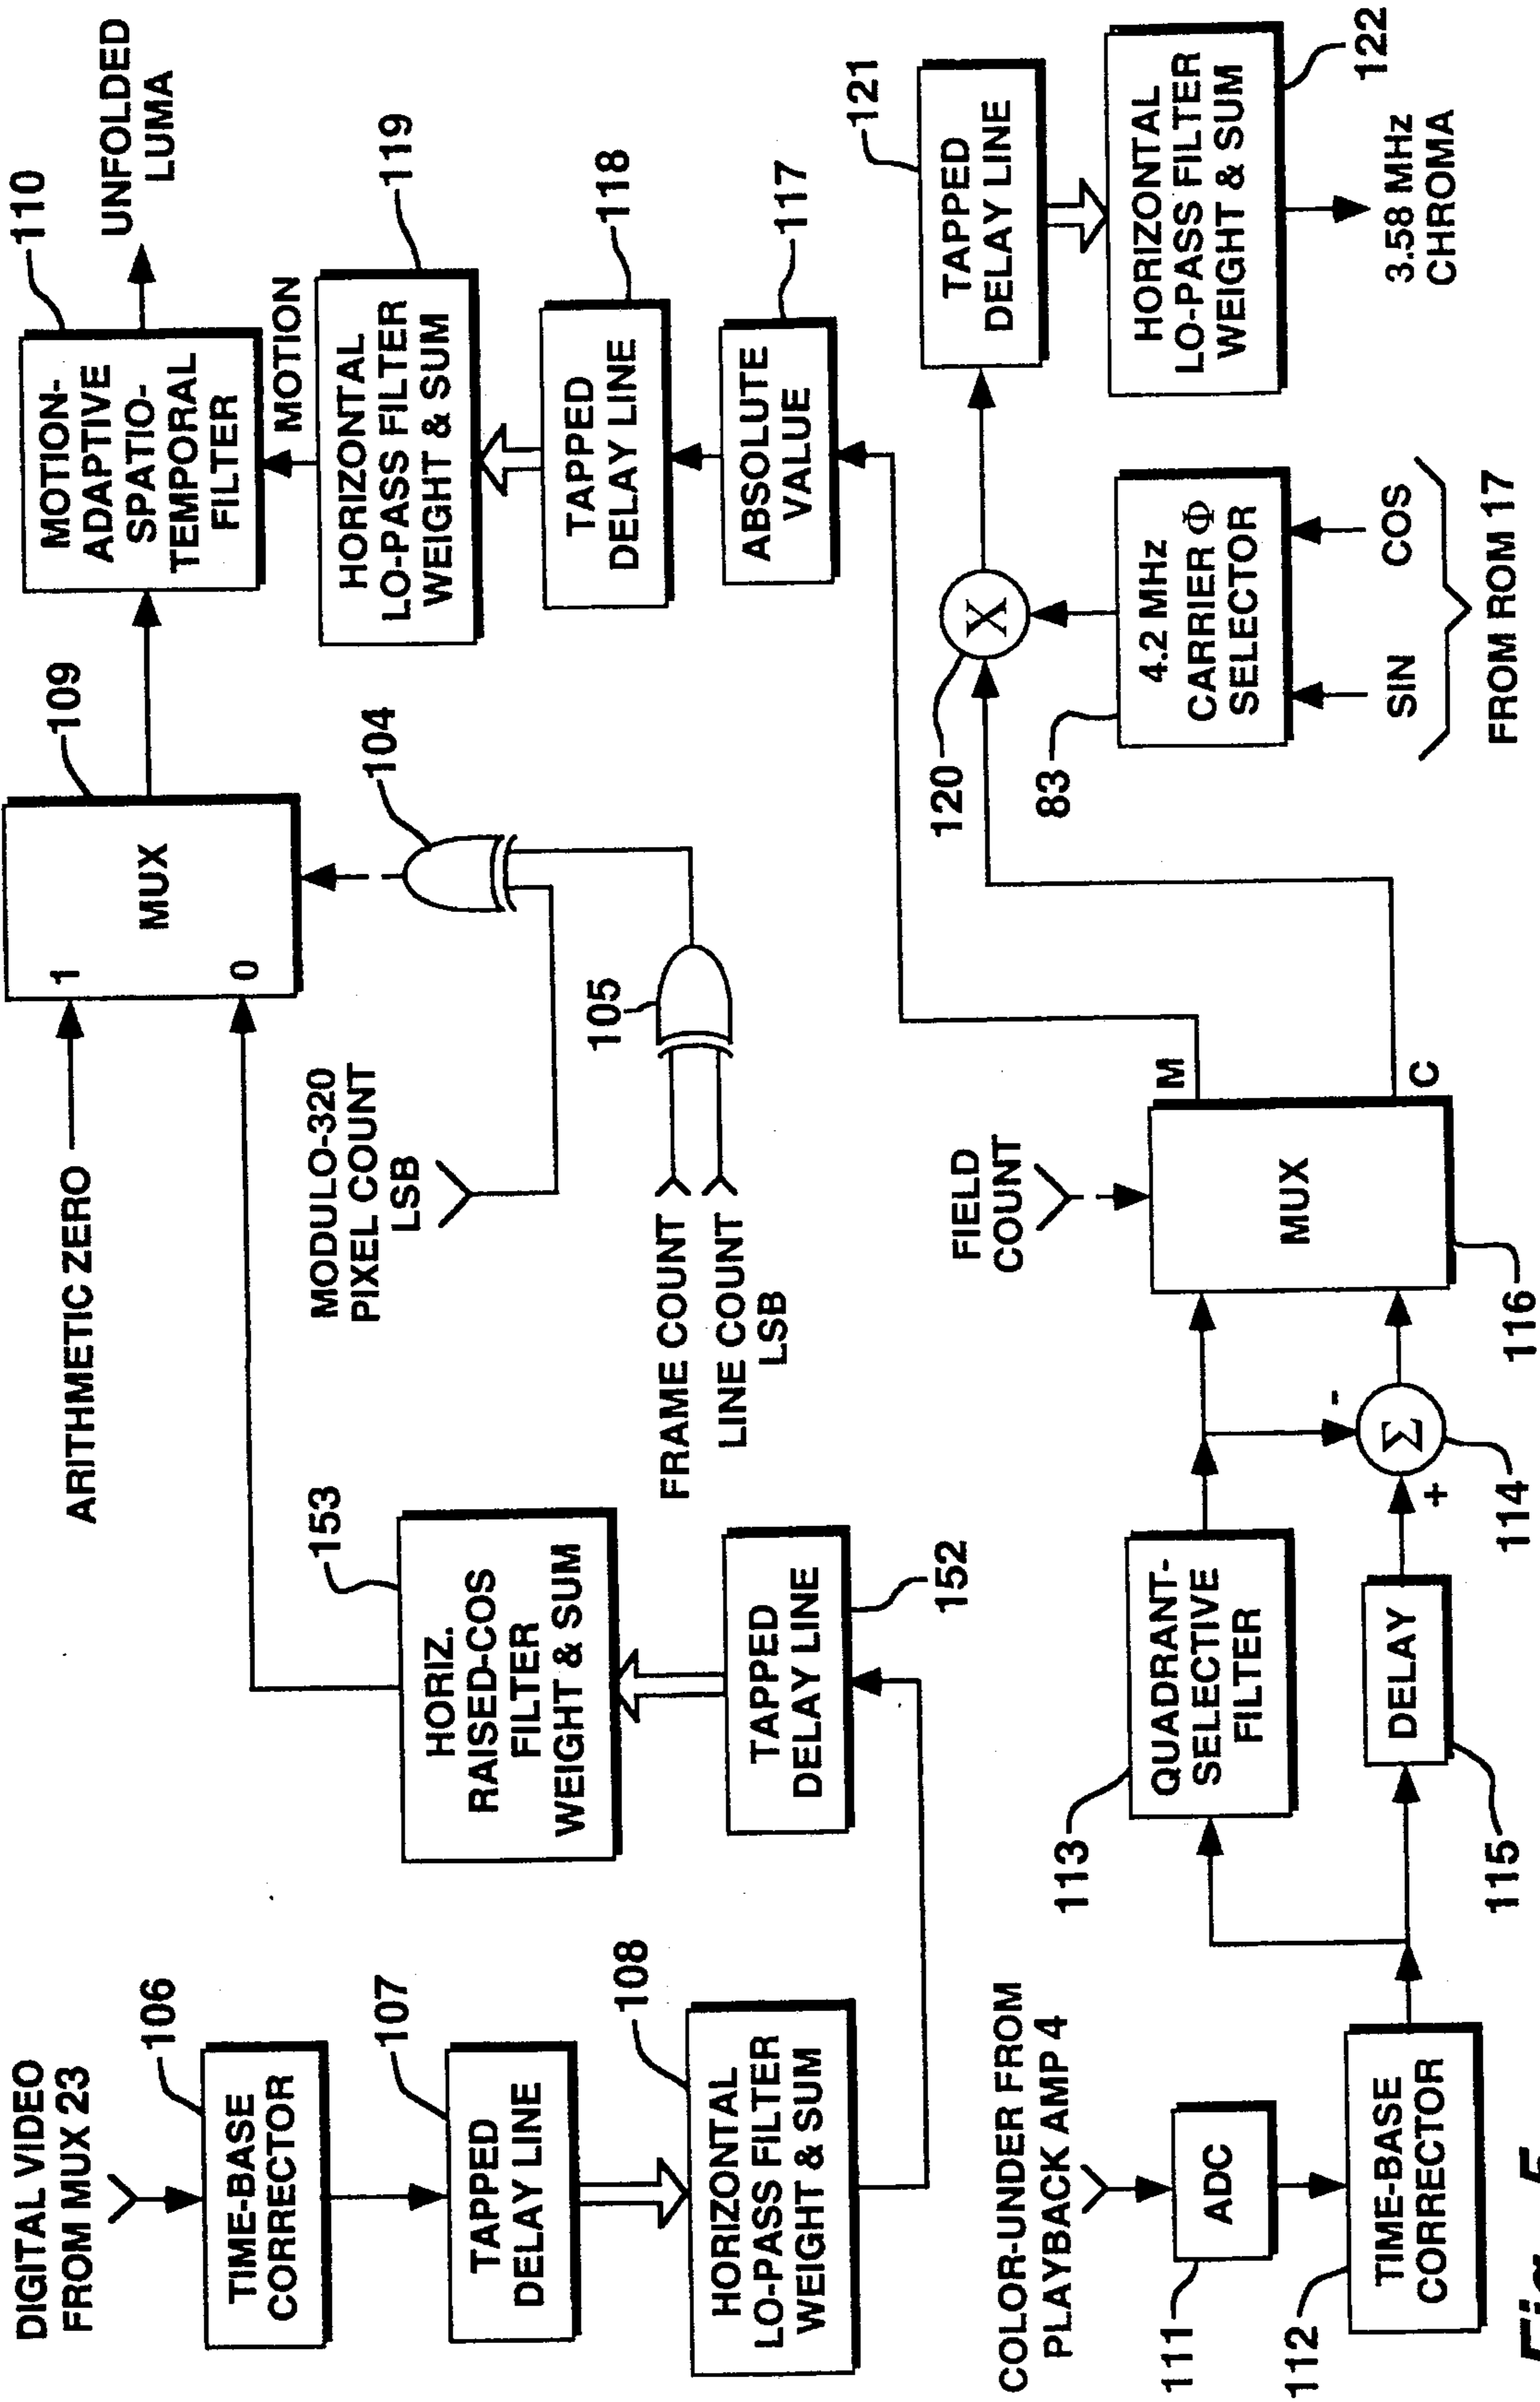 DIGITAL VIDEO
FROM MUX 23
106
TIME-BASE
CORRECTOR
107
TAPPED
DELAY LINE
108
HORIZONTAL
LO-PASS FILTER
WEIGHT & SUM
153
HORIZ.
RAISED-COS
FILTER
WEIGHT & SUM
TAPPED
DELAY LINE
152
ARITHMETIC ZERO
1
0
MUX
109
MODULO-320
PIXEL COUNT
LSB
104
105
FRAME COUNT
LINE COUNT
LSB
110
MOTION-
ADAPTIVE
SPATIO-
TEMPORAL
FILTER
UNFOLDED
LUMA
MOTION
119
HORIZONTAL
LO-PASS FILTER
WEIGHT & SUM
118
TAPPED
DELAY LINE
117
ABSOLUTE
VALUE
COLOR-UNDER FROM
PLAYBACK AMP 4
111
ADC
112
TIME-BASE
CORRECTOR
113
QUADRANT-
SELECTIVE
FILTER
DELAY
115
+
-
Σ
114
FIELD
COUNT
MUX
M
C
116
120
X
83
4.2 MHz
CARRIER Φ
SELECTOR
SIN
COS
FROM ROM 17
121
TAPPED
DELAY LINE
HORIZONTAL
LO-PASS FILTER
WEIGHT & SUM
122
3.58 MHz
CHROMA